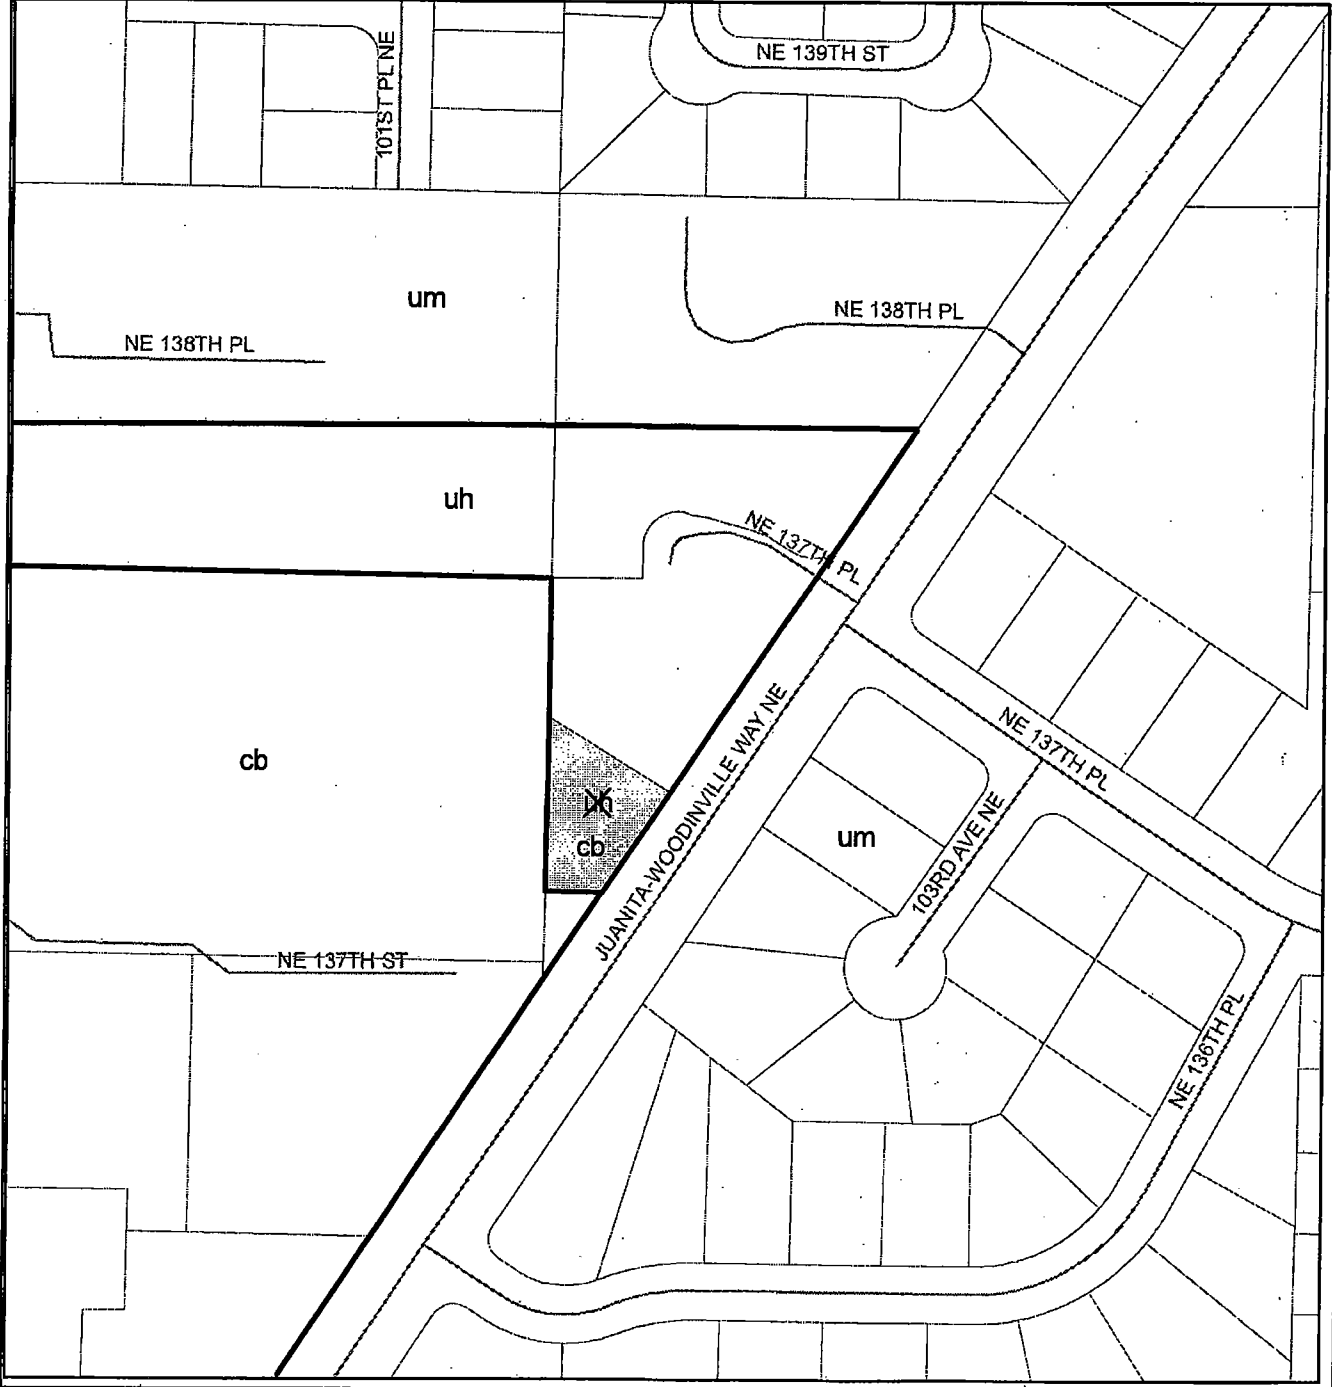 NE 139TH ST
101ST PL NE
um
NE 138TH PL
NE 138TH PL
uh
NE 137TH PL
JUANITA-WOODINVILLE WAY NE
NE 137TH PL
cb
uh
cb
um
103RD AVE NE
NE 137TH ST
NE 136TH PL